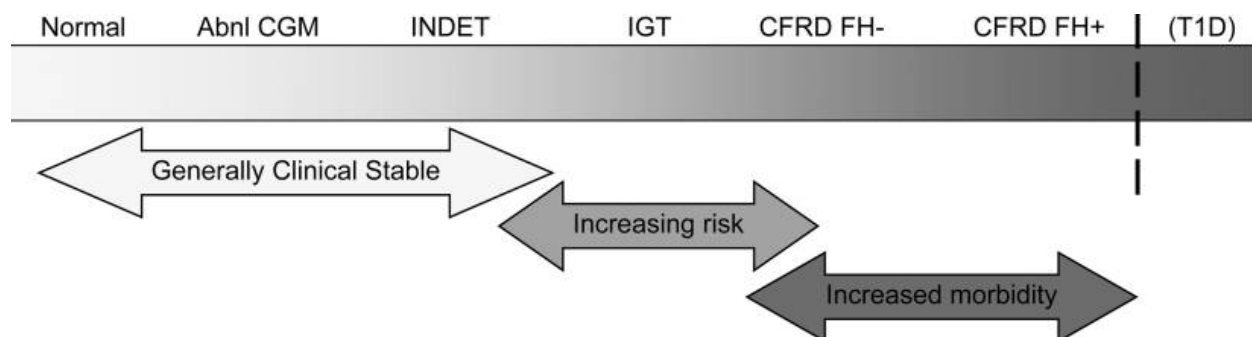 Normal Abnl CGM INDET IGT CFRD FH- CFRD FH+ (T1D)
Generally Clinical Stable
Increasing risk
Increased morbidity